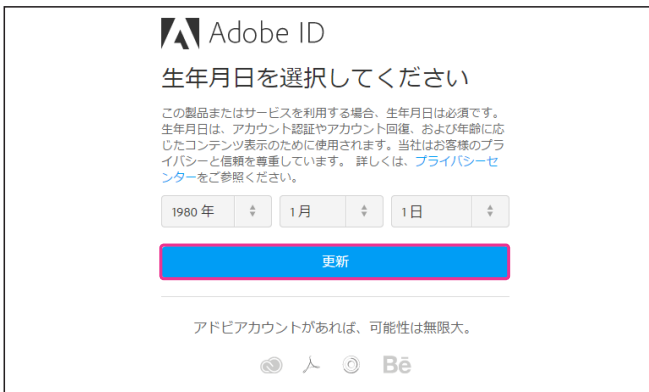 Adobe ID
生年月日を選択してください
この製品またはサービスを利用する場合、生年月日は必須です。
生年月日は、アカウント認証やアカウント回復、および年齢に応
じたコンテンツ表示のために使用されます。当社はお客様のプラ
イバシーと信頼を尊重しています。 詳しくは、プライバシーセ
ンターをご参照ください。
1980 年 1月 1日
更新
アドビアカウントがあれば、可能性は無限大。
Bē